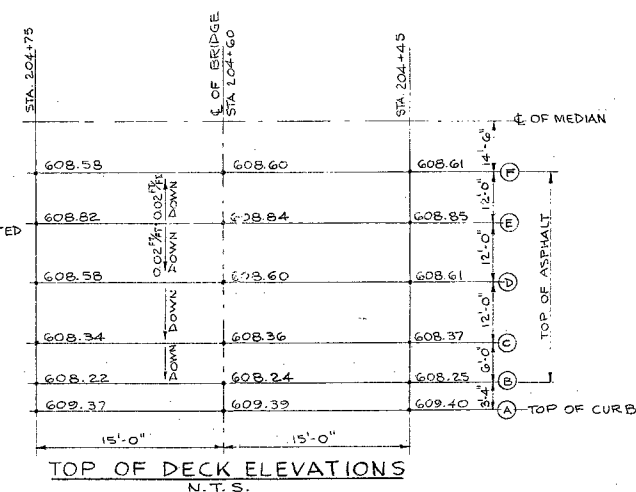 STA. 204+75
℄ OF BRIDGE
STA. 204+60
STA. 204+45
℄ OF MEDIAN
14'-6"
608.58
608.60
608.61
F
0.02 FT/FT
DOWN
12'-0"
TED
608.82
608.84
608.85
E
0.02 FT/FT
DOWN
12'-0"
TOP OF ASPHALT
608.58
608.60
608.61
D
DOWN
12'-0"
608.34
608.36
608.37
C
DOWN
6'-0"
608.22
608.24
608.25
B
3'-4"
609.37
609.39
609.40
A
TOP OF CURB
15'-0"
15'-0"
TOP OF DECK ELEVATIONS
N.T.S.